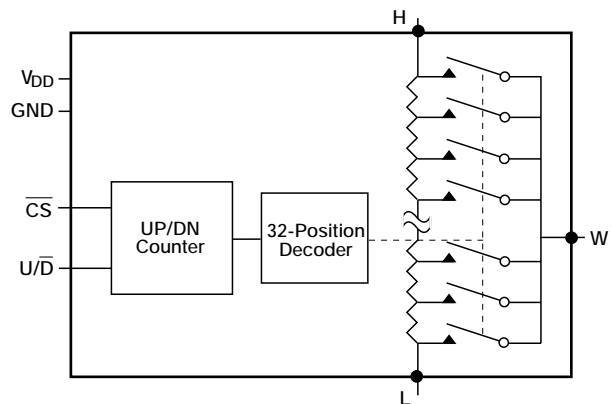 H
VDD
GND
CS
U/D
UP/DN
Counter
32-Position
Decoder
W
L